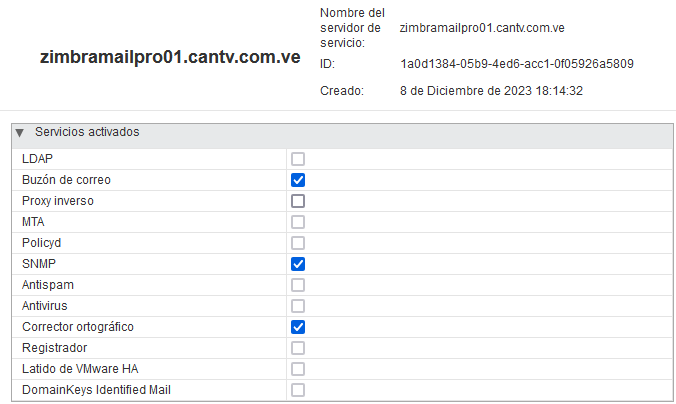 Nombre del
servidor de
servicio:
zimbramailpro01.cantv.com.ve
zimbramailpro01.cantv.com.ve
ID:
1a0d1384-05b9-4ed6-acc1-0f05926a5809
Creado:
8 de Diciembre de 2023 18:14:32
Servicios activados
LDAP
Buzón de correo
Proxy inverso
MTA
Policyd
SNMP
Antispam
Antivirus
Corrector ortográfico
Registrador
Latido de VMware HA
DomainKeys Identified Mail